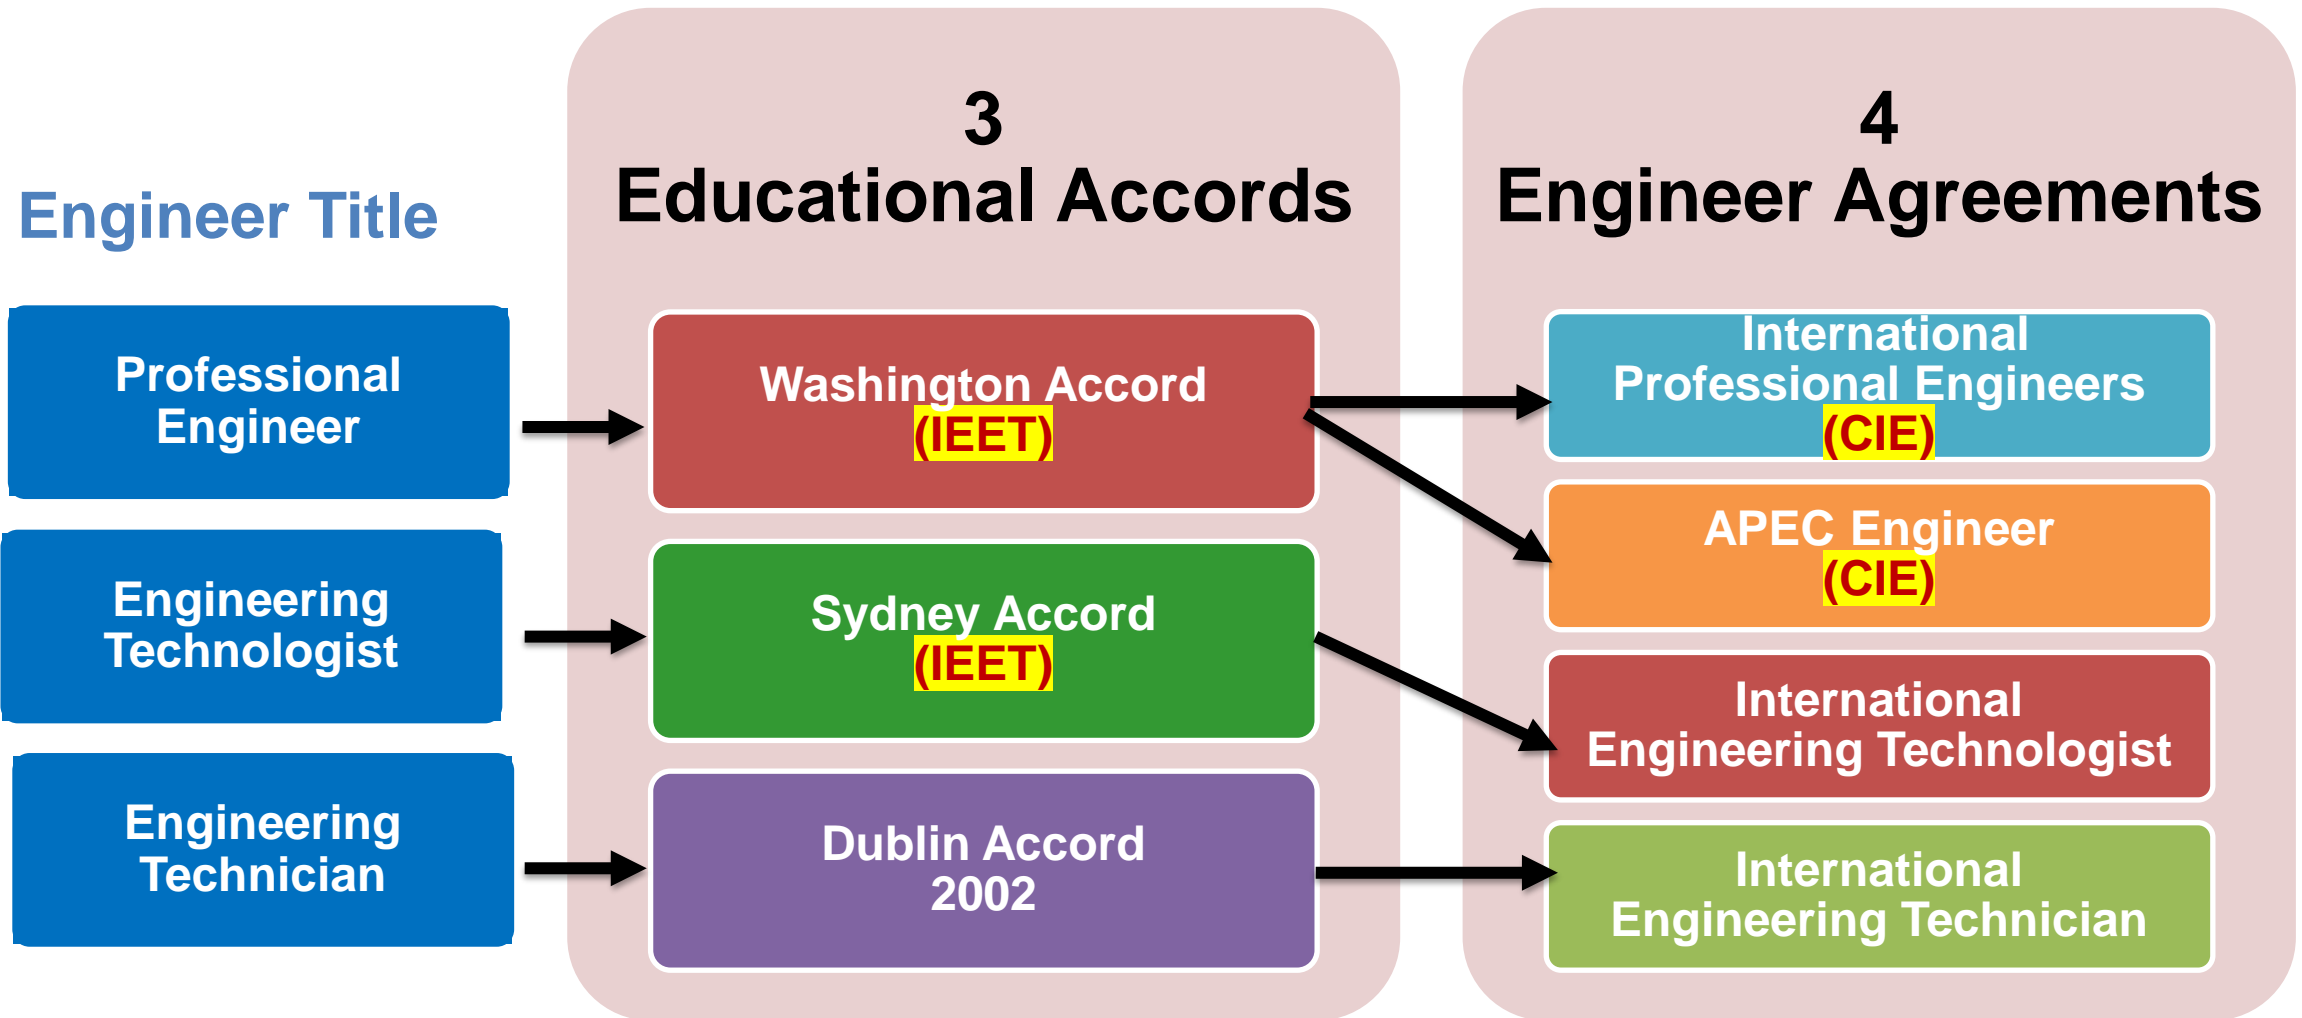 Engineer Title
Professional
Engineer
Engineering
Technologist
Engineering
Technician
3
Educational Accords
Washington Accord
(IEET)
Sydney Accord
(IEET)
Dublin Accord
2002
4
Engineer Agreements
International
Professional Engineers
(CIE)
APEC Engineer
(CIE)
International
Engineering Technologist
International
Engineering Technician